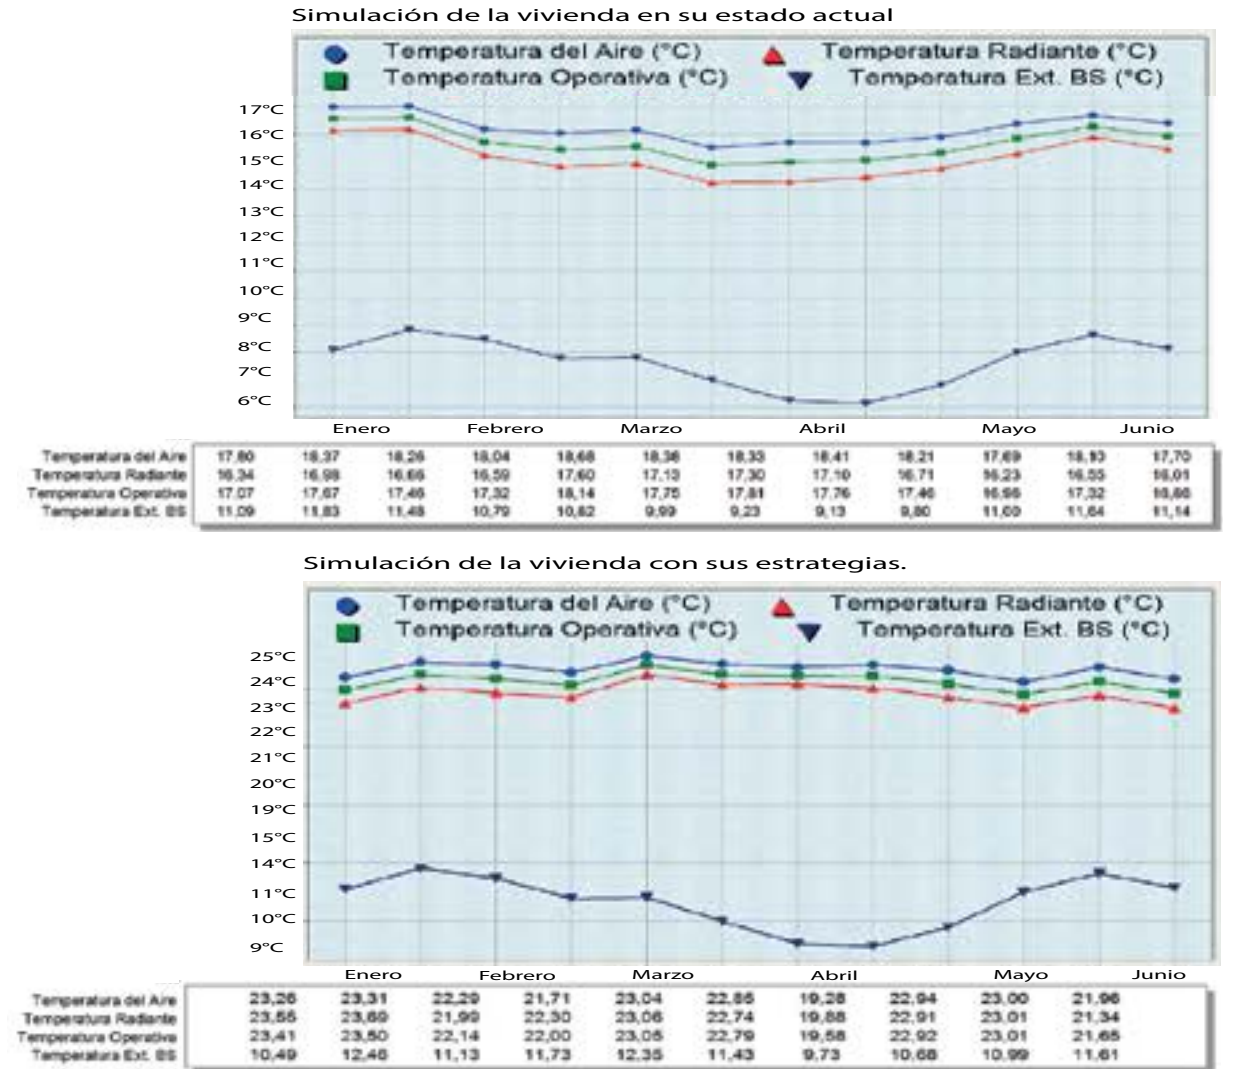 Simulación de la vivienda en su estado actual
Temperatura del Aire (°C) Temperatura Radiante (°C)
Temperatura Operativa (°C) Temperatura Ext. BS (°C)
17°C
16°C
15°C
14°C
13°C
12°C
11°C
10°C
9°C
8°C
7°C
6°C
Enero Febrero Marzo Abril Mayo Junio
Temperatura del Aire 17,80 18,37 18,26 18,04 18,68 18,36 18,33 18,41 18,21 17,69 17,70
Temperatura Radiante 16,34 16,98 16,66 16,59 17,60 17,13 17,30 17,10 16,71 16,23 16,55 16,01
Temperatura Operativa 17,07 17,67 17,46 17,32 18,14 17,75 17,81 17,76 17,46 16,96 17,32
Temperatura Ext. BS 11,09 11,83 11,48 10,79 10,82 9,99 9,23 9,13 9,80 11,00 11,64 11,14
Simulación de la vivienda con sus estrategias.
Temperatura del Aire (°C) Temperatura Radiante (°C)
Temperatura Operativa (°C) Temperatura Ext. BS (°C)
25°C
24°C
23°C
22°C
21°C
20°C
19°C
15°C
14°C
11°C
10°C
9°C
Enero Febrero Marzo Abril Mayo Junio
Temperatura del Aire 23,26 23,31 22,29 21,71 23,04 22,85 19,28 22,94 23,00 21,96
Temperatura Radiante 23,55 23,69 21,99 22,30 23,06 22,74 19,88 22,91 23,01 21,34
Temperatura Operativa 23,41 23,50 22,14 22,00 23,05 22,79 19,58 22,92 23,01 21,65
Temperatura Ext. BS 10,49 12,46 11,13 11,73 12,35 11,43 9,73 10,68 10,99 11,61